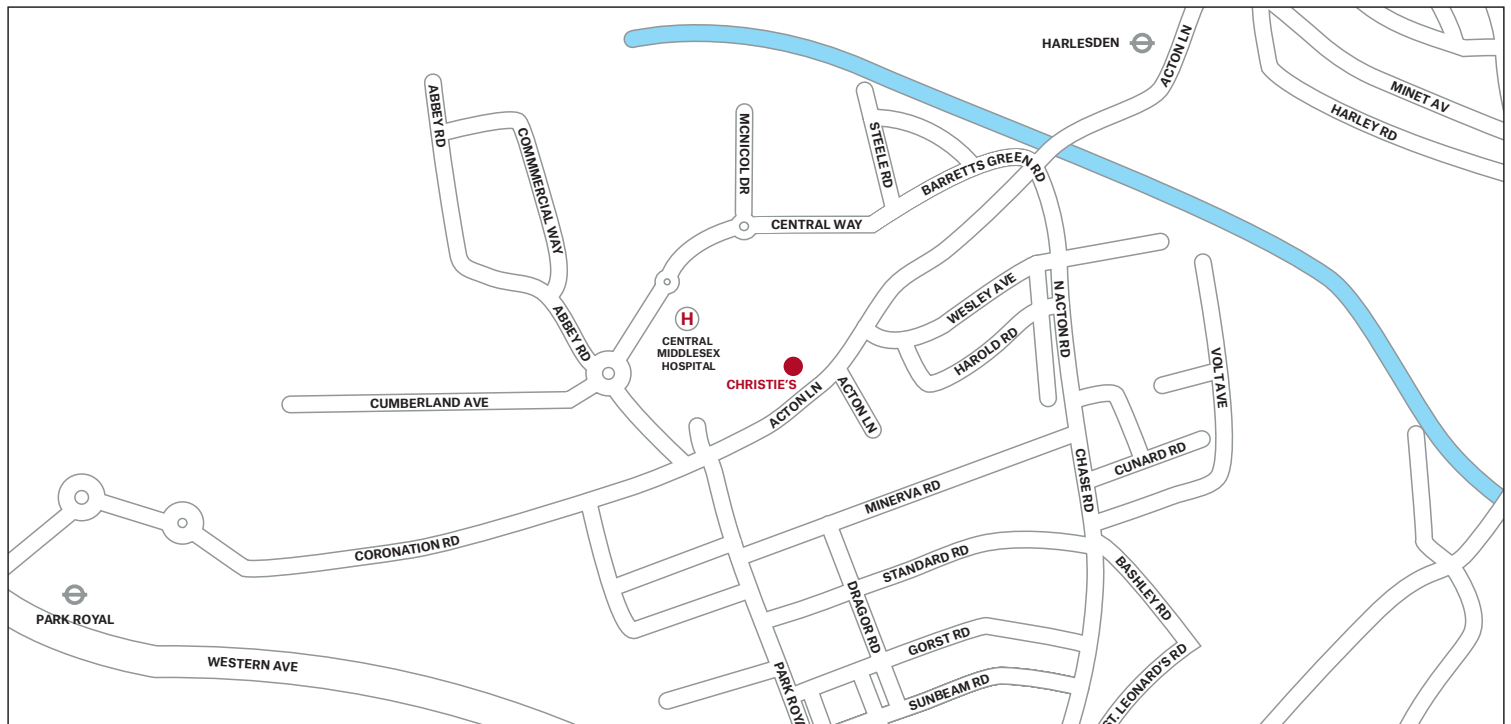 HARLESDEN
ACTON LN
MINET AV
HARLEY RD
ABBEY RD
COMMMERCIAL WAY
MCNICOL DR
STEELE RD
BARRETTS GREEN RD
CENTRAL WAY
ABBEY RD
H
CENTRAL
MIDDLESEX
HOSPITAL
WESLEY AVE
HAROLD RD
N ACTON RD
VOLT AVE
CHRISTIE'S
ACTON LN
ACTON LN
CUMBERLAND AVE
CUNARD RD
CHASE RD
MINERVA RD
CORONATION RD
STANDARD RD
BASHLEY RD
DRAGOR RD
PARK ROYAL
GORST RD
WESTERN AVE
SUNBEAM RD
PARK ROYA
ST. LEONARD'S RD